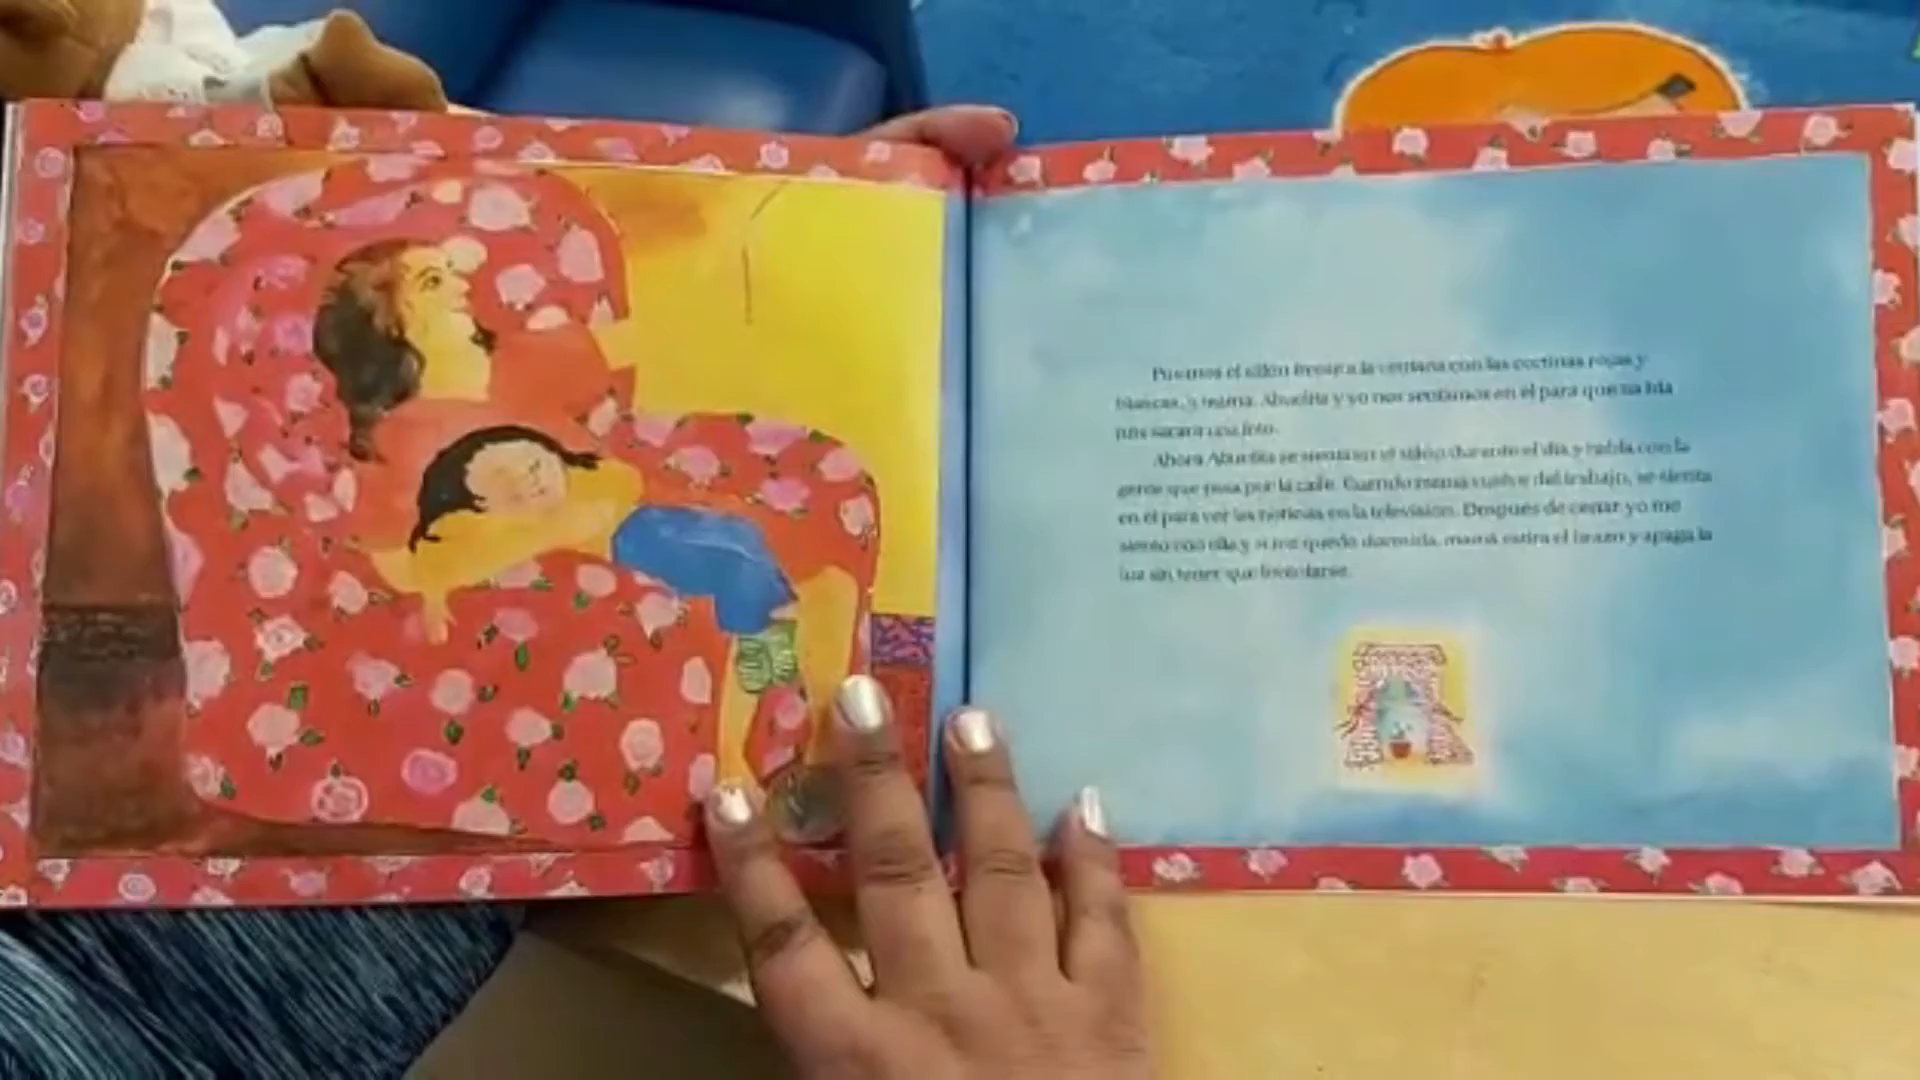 Pusimos el sillón frente a la ventana con las cortinas rojas y
blancas, y mamá, Abuelita y yo nos sentamos en él para que tía Ida
nos sacara una foto.
Ahora Abuelita se sienta en el sillón durante el día y habla con la
gente que pasa por la calle. Cuando mamá vuelve del trabajo, se sienta
en él para ver las noticias en la televisión. Después de cenar yo me
siento con ella y si me quedo dormida, mamá estira el brazo y apaga la
luz sin tener que levantarse.